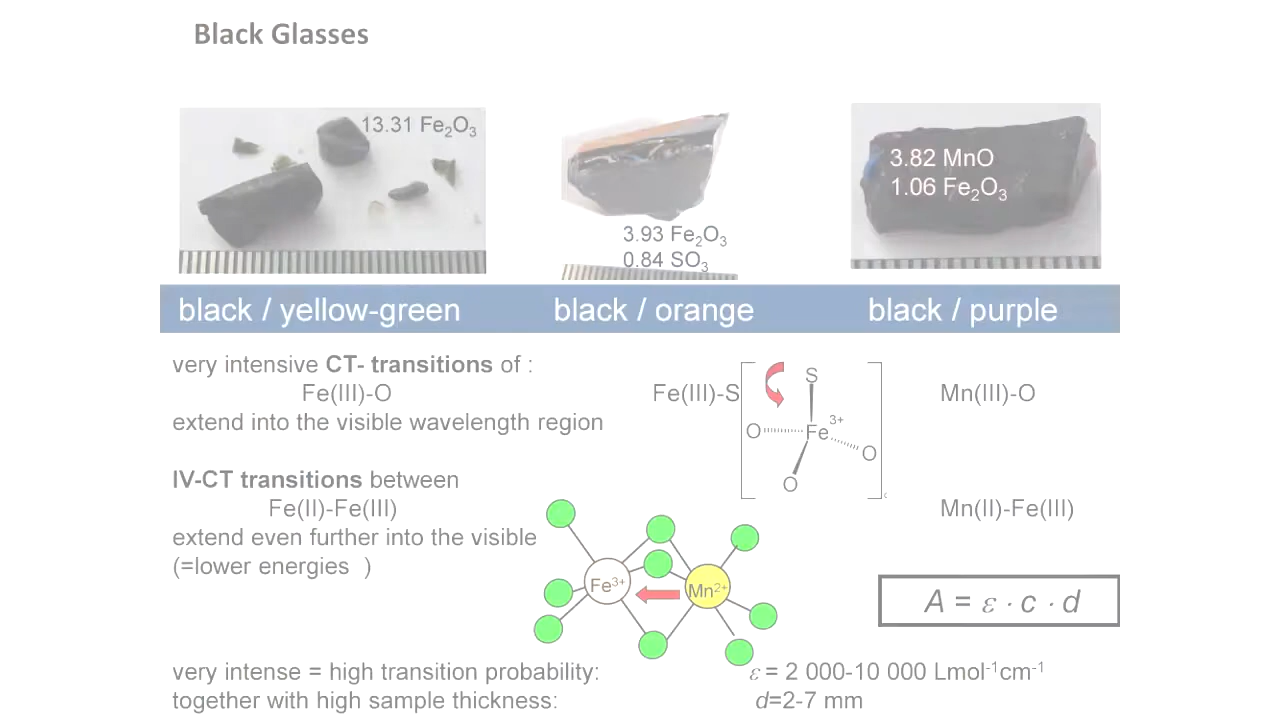 Black Glasses
13.31 Fe₂O₃
3.93 Fe₂O₃
0.84 SO₃
3.82 MnO
1.06 Fe₂O₃
black / yellow-green
black / orange
black / purple
very intensive CT- transitions of :
Fe(III)-O
Fe(III)-S
Mn(III)-O
extend into the visible wavelength region
S
O
Fe³⁺
O
O
IV-CT transitions between
Fe(II)-Fe(III)
Mn(II)-Fe(III)
extend even further into the visible
(=lower energies )
Fe³⁺
Mn²⁺
A = ε · c · d
very intense = high transition probability: ε = 2 000-10 000 Lmol⁻¹cm⁻¹
together with high sample thickness: d=2-7 mm